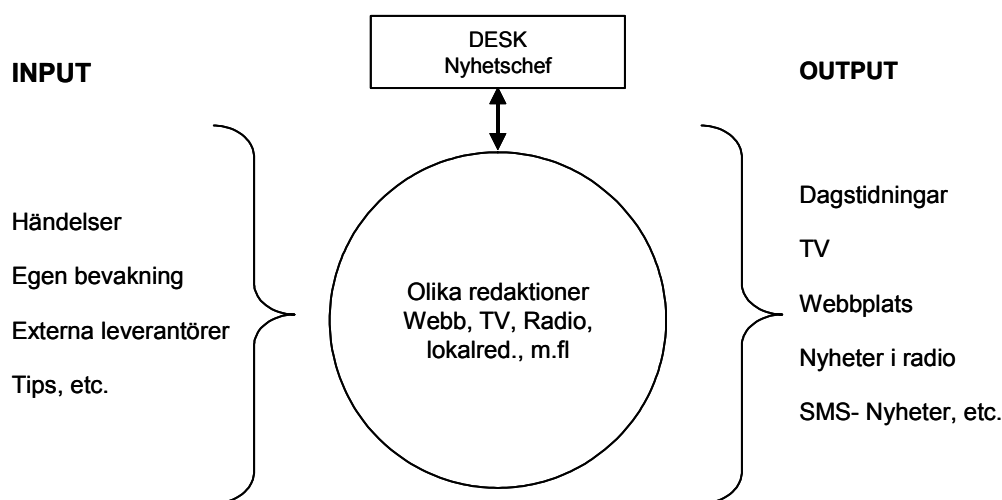 DESK
Nyhetschef
INPUT
OUTPUT
Händelser
Egen bevakning
Externa leverantörer
Tips, etc.
Olika redaktioner
Webb, TV, Radio,
lokalred., m.fl
Dagstidningar
TV
Webbplats
Nyheter i radio
SMS- Nyheter, etc.